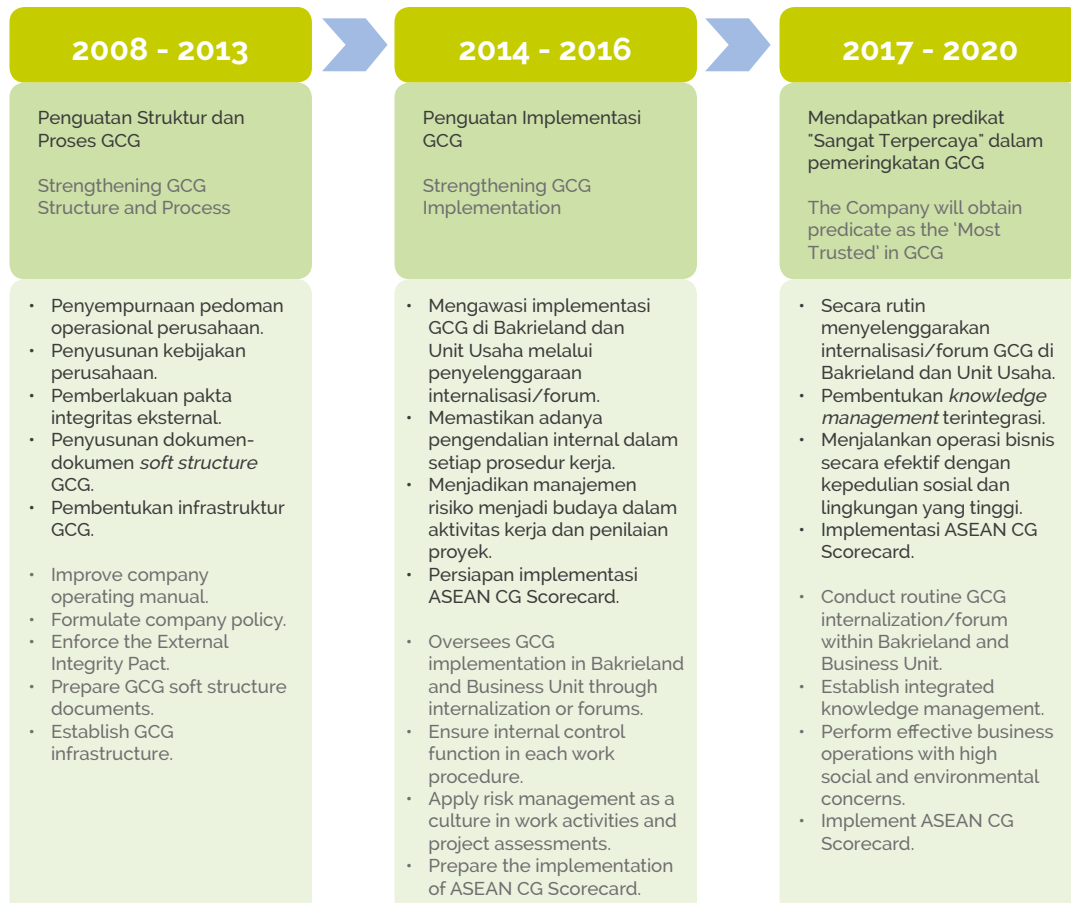 2008 - 2013
Penguatan Struktur dan
Proses GCG
Strengthening GCG
Structure and Process
• Penyempurnaan pedoman
operasional perusahaan.
• Penyusunan kebijakan
perusahaan.
• Pemberlakuan pakta
integritas eksternal.
• Penyusunan dokumen-
dokumen soft structure
GCG.
• Pembentukan infrastruktur
GCG.
• Improve company
operating manual.
• Formulate company policy.
• Enforce the External
Integrity Pact.
• Prepare GCG soft structure
documents.
• Establish GCG
infrastructure.
2014 - 2016
Penguatan Implementasi
GCG
Strengthening GCG
Implementation
• Mengawasi implementasi
GCG di Bakrieland dan
Unit Usaha melalui
penyelenggaraan
internalisasi/forum.
• Memastikan adanya
pengendalian internal dalam
setiap prosedur kerja.
• Menjadikan manajemen
risiko menjadi budaya dalam
aktivitas kerja dan penilaian
proyek.
• Persiapan implementasi
ASEAN CG Scorecard.
• Oversees GCG
implementation in Bakrieland
and Business Unit through
internalization or forums.
• Ensure internal control
function in each work
procedure.
• Apply risk management as a
culture in work activities and
project assessments.
• Prepare the implementation
of ASEAN CG Scorecard.
2017 - 2020
Mendapatkan predikat
"Sangat Terpercaya" dalam
pemeringkatan GCG
The Company will obtain
predicate as the 'Most
Trusted' in GCG
• Secara rutin
menyelenggarakan
internalisasi/forum GCG di
Bakrieland dan Unit Usaha.
• Pembentukan knowledge
management terintegrasi.
• Menjalankan operasi bisnis
secara efektif dengan
kepedulian sosial dan
lingkungan yang tinggi.
• Implementasi ASEAN CG
Scorecard.
• Conduct routine GCG
internalization/forum
within Bakrieland and
Business Unit.
• Establish integrated
knowledge management.
• Perform effective business
operations with high
social and environmental
concerns.
• Implement ASEAN CG
Scorecard.